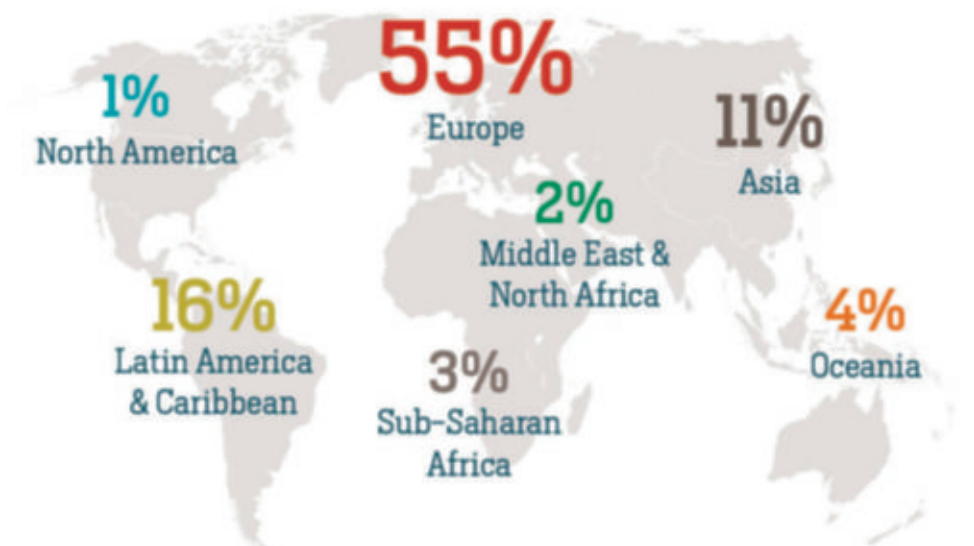 55%
Europe
1%
North America
11%
Asia
2%
Middle East &
North Africa
16%
Latin America
& Caribbean
4%
Oceania
3%
Sub-Saharan
Africa